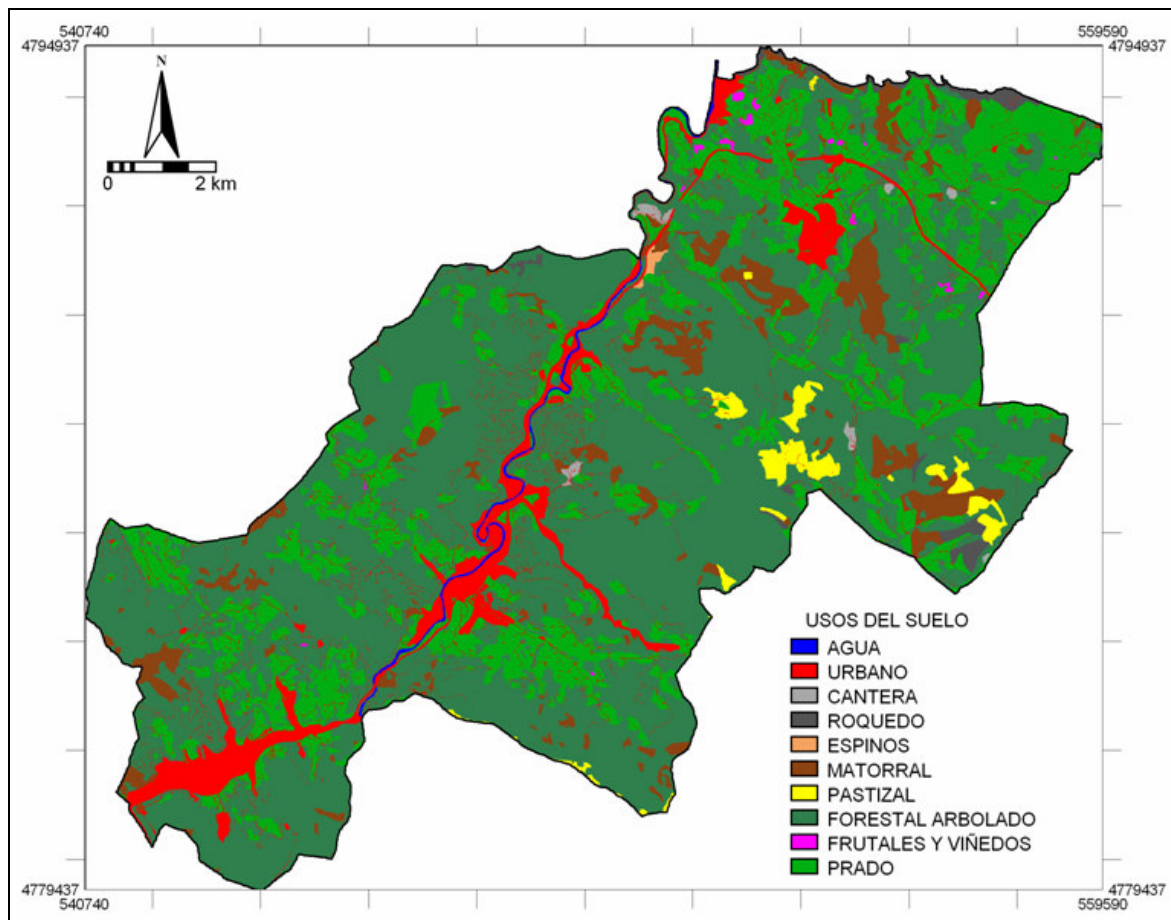 540740
559590
4794937
4794937
N
0
2 km
USOS DEL SUELO
AGUA
URBANO
CANTERA
ROQUEDO
ESPINOS
MATORRAL
PASTIZAL
FORESTAL ARBOLADO
FRUTALES Y VIÑEDOS
PRADO
4779437
4779437
540740
559590